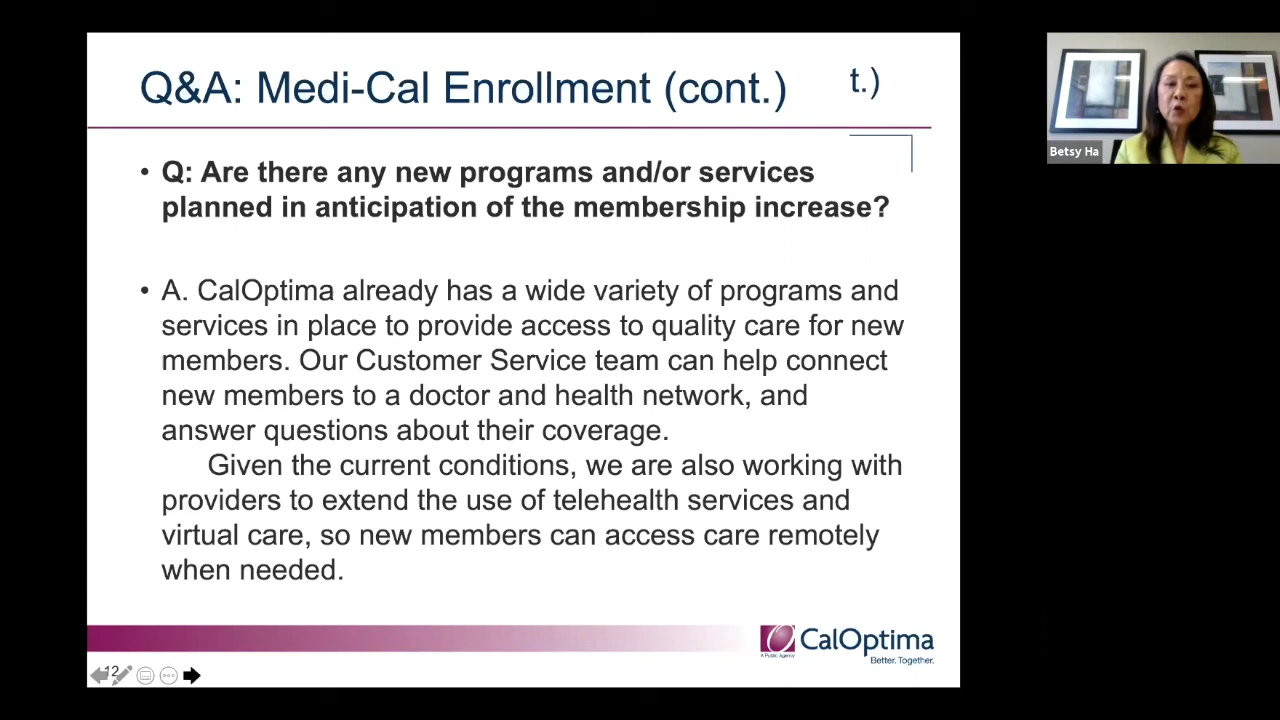 Q&A: Medi-Cal Enrollment (cont.)
t.)
• Q: Are there any new programs and/or services
planned in anticipation of the membership increase?
• A. CalOptima already has a wide variety of programs and
services in place to provide access to quality care for new
members. Our Customer Service team can help connect
new members to a doctor and health network, and
answer questions about their coverage.
Given the current conditions, we are also working with
providers to extend the use of telehealth services and
virtual care, so new members can access care remotely
when needed.
12
CalOptima
A Public Agency
Better. Together.
Betsy Ha